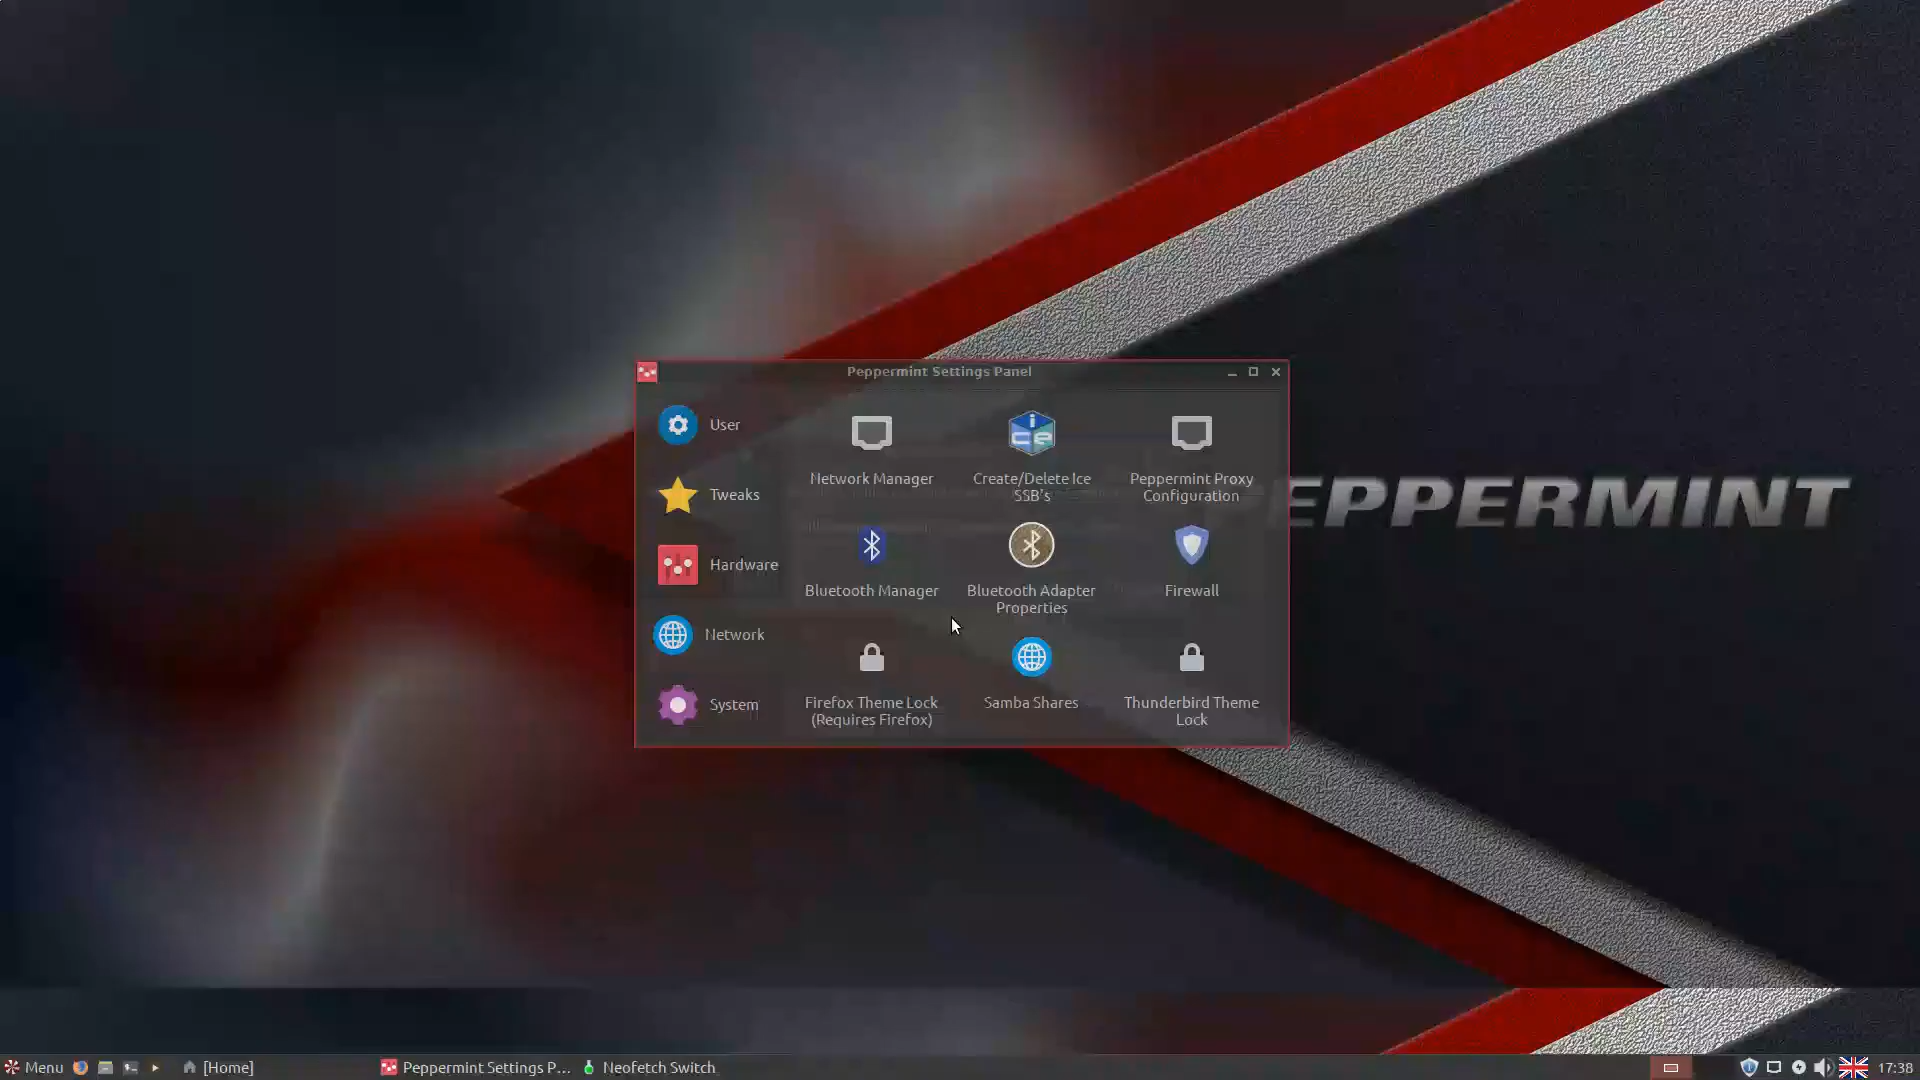 Peppermint Settings Panel
User
Tweaks
Hardware
Network
System
Network Manager
ice
Create/Delete Ice
SSB's
Peppermint Proxy
Configuration
Bluetooth Manager
Bluetooth Adapter
Properties
Firewall
Firefox Theme Lock
(Requires Firefox)
Samba Shares
Thunderbird Theme
Lock
EPPERMINT
Menu
[Home]
Peppermint Settings P...
Neofetch Switch
17:38